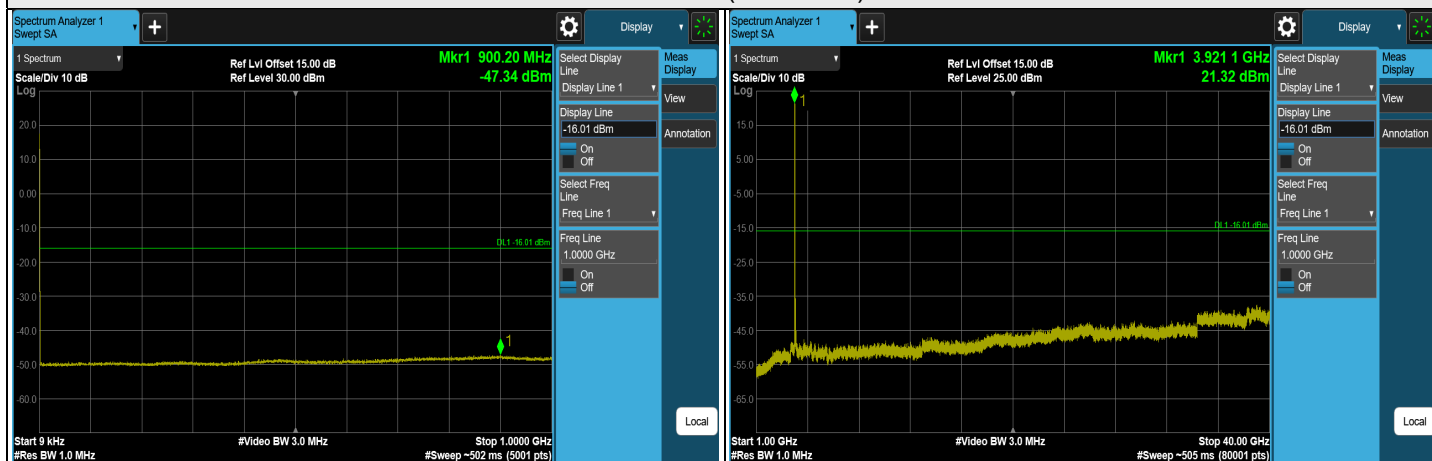 Spectrum Analyzer 1
Swept SA
+
Display
1 Spectrum
Scale/Div 10 dB
Log
Ref Lvl Offset 15.00 dB
Ref Level 30.00 dBm
Mkr1 900.20 MHz
-47.34 dBm
20.0
10.0
0.00
-10.0
-20.0
-30.0
-40.0
-50.0
-60.0
DL1 -16.01 dBm
1
Start 9 kHz
#Res BW 1.0 MHz
#Video BW 3.0 MHz
Stop 1.0000 GHz
#Sweep ~502 ms (5001 pts)
Select Display
Line
Display Line 1
Display Line
-16.01 dBm
On
Off
Select Freq
Line
Freq Line 1
Freq Line
1.0000 GHz
On
Off
Meas
Display
View
Annotation
Local
Spectrum Analyzer 1
Swept SA
+
Display
1 Spectrum
Scale/Div 10 dB
Log
Ref Lvl Offset 15.00 dB
Ref Level 25.00 dBm
Mkr1 3.921 1 GHz
21.32 dBm
1
15.0
5.00
-5.00
-15.0
-25.0
-35.0
-45.0
-55.0
-65.0
DL1 -16.01 dBm
Start 1.00 GHz
#Res BW 1.0 MHz
#Video BW 3.0 MHz
Stop 40.00 GHz
#Sweep ~505 ms (80001 pts)
Select Display
Line
Display Line 1
Display Line
-16.01 dBm
On
Off
Select Freq
Line
Freq Line 1
Freq Line
1.0000 GHz
On
Off
Meas
Display
View
Annotation
Local